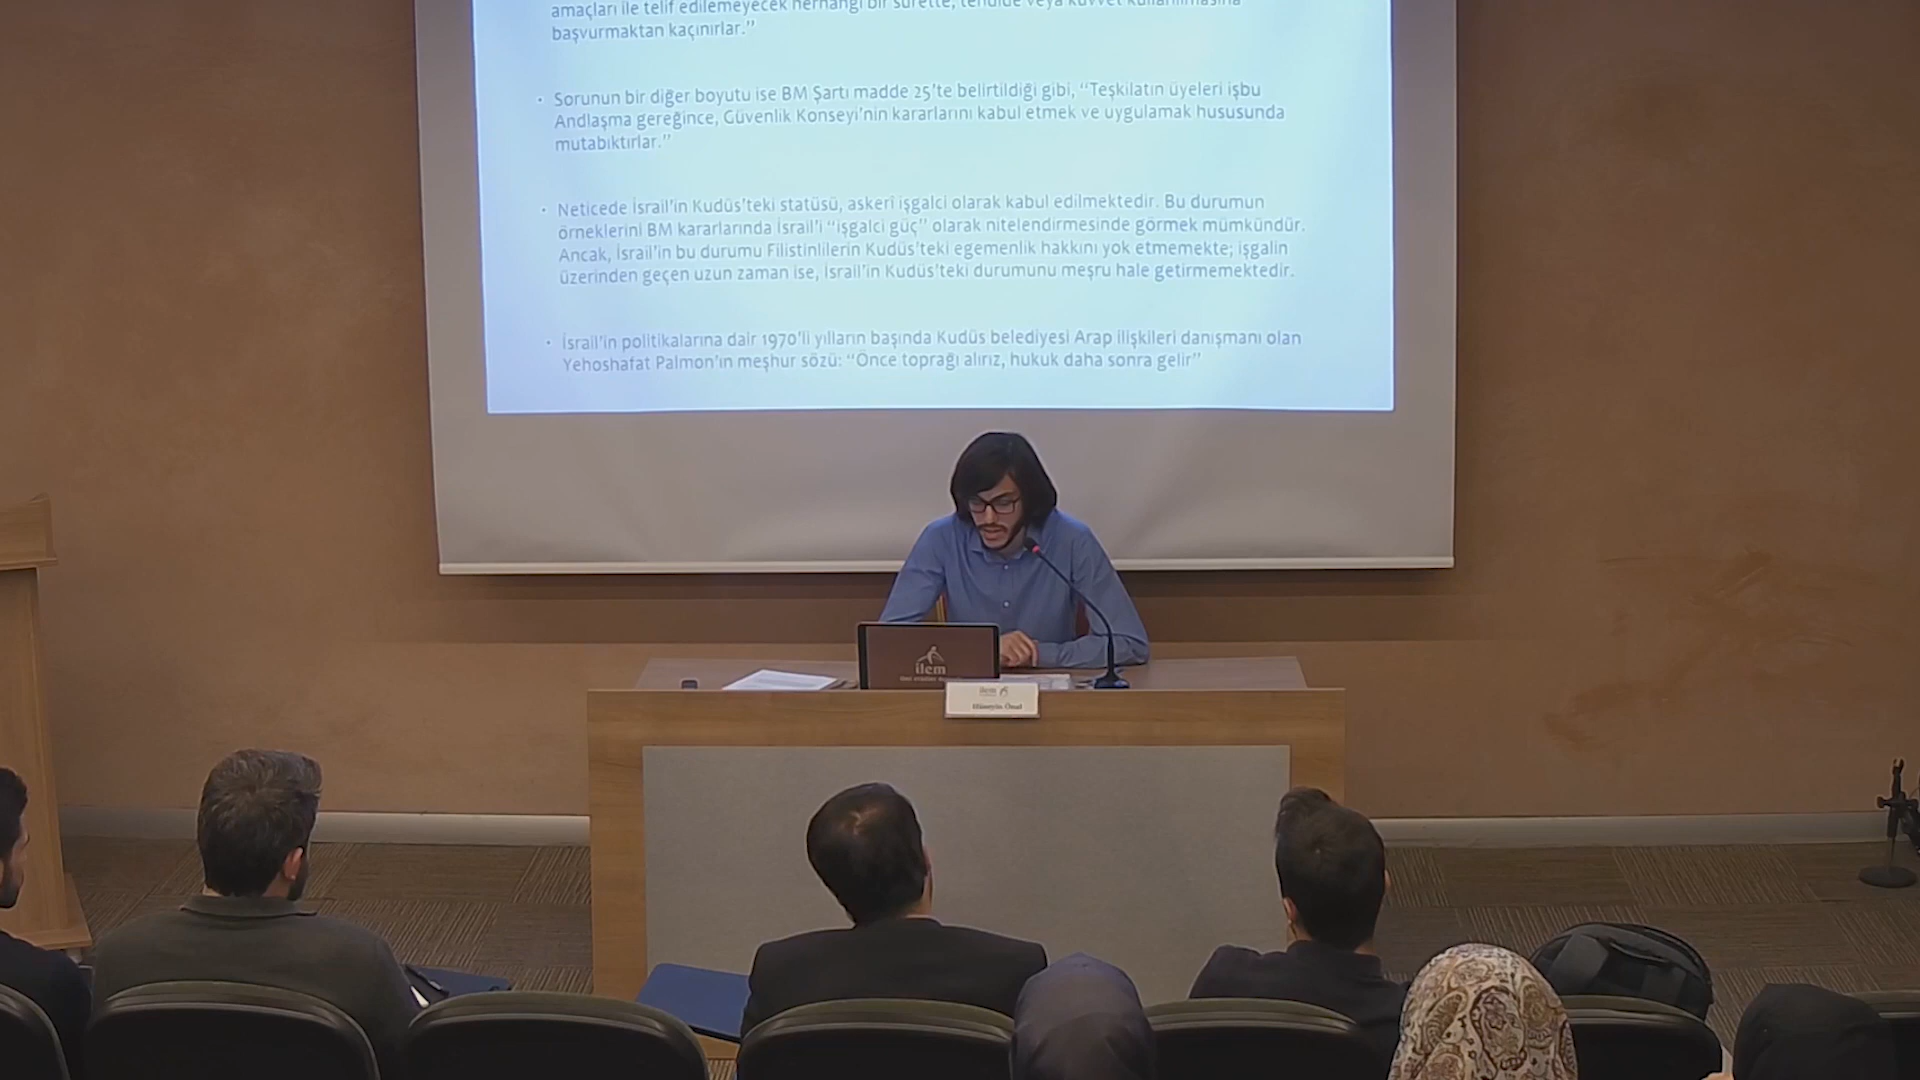 amaçları ile telif edilemeyecek herhangi bir surette, tehdide veya kuvvet kullanılmasına
başvurmaktan kaçınırlar.”
• Sorunun bir diğer boyutu ise BM Şartı madde 25’te belirtildiği gibi, “Teşkilatın üyeleri işbu
Andlaşma gereğince, Güvenlik Konseyi’nin kararlarını kabul etmek ve uygulamak hususunda
mutabıktırlar.”
• Neticede İsrail’in Kudüs’teki statüsü, askerî işgalci olarak kabul edilmektedir. Bu durumun
örneklerini BM kararlarında İsrail’i “işgalci güç” olarak nitelendirmesinde görmek mümkündür.
Ancak, İsrail’in bu durumu Filistinlilerin Kudüs’teki egemenlik hakkını yok etmemekte; işgalin
üzerinden geçen uzun zaman ise, İsrail’in Kudüs’teki durumunu meşru hale getirmemektedir.
• İsrail’in politikalarına dair 1970’li yılların başında Kudüs belediyesi Arap ilişkileri danışmanı olan
Yehoshafat Palmon’ın meşhur sözü: “Önce toprağı alırız, hukuk daha sonra gelir”
ilem
ilem
Hüseyin Önal